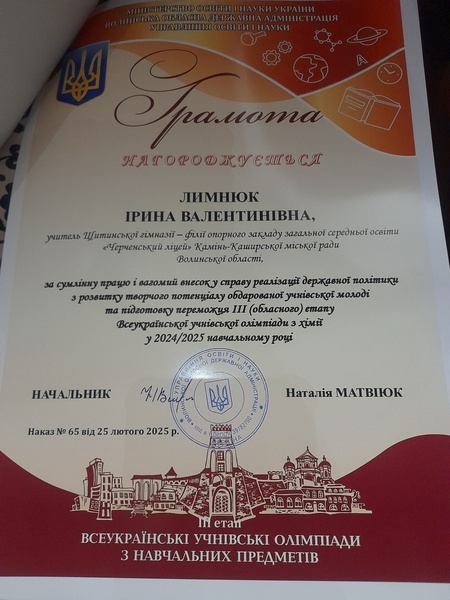 МІНІСТЕРСТВО ОСВІТИ І НАУКИ УКРАЇНИ
ВОЛИНСЬКА ОБЛАСНА ДЕРЖАВНА АДМІНІСТРАЦІЯ
УПРАВЛІННЯ ОСВІТИ І НАУКИ
Грамота
НАГОРОДЖУЄТЬСЯ
ЛИМНЮК
ІРИНА ВАЛЕНТИНІВНА,
учитель Щитинської гімназії – філії опорного закладу загальної середньої освіти
«Черченський ліцей» Камінь-Каширської міської ради
Волинської області,
за сумлінну працю і вагомий внесок у справу реалізації державної політики
з розвитку творчого потенціалу обдарованої учнівської молоді
та підготовку переможця ІІІ (обласного) етапу
Всеукраїнської учнівської олімпіади з хімії
у 2024/2025 навчальному році
НАЧАЛЬНИК
Наталія МАТВІЮК
Наказ № 65 від 25 лютого 2025 р.
ІІІ етап
ВСЕУКРАЇНСЬКІ УЧНІВСЬКІ ОЛІМПІАДИ
З НАВЧАЛЬНИХ ПРЕДМЕТІВ